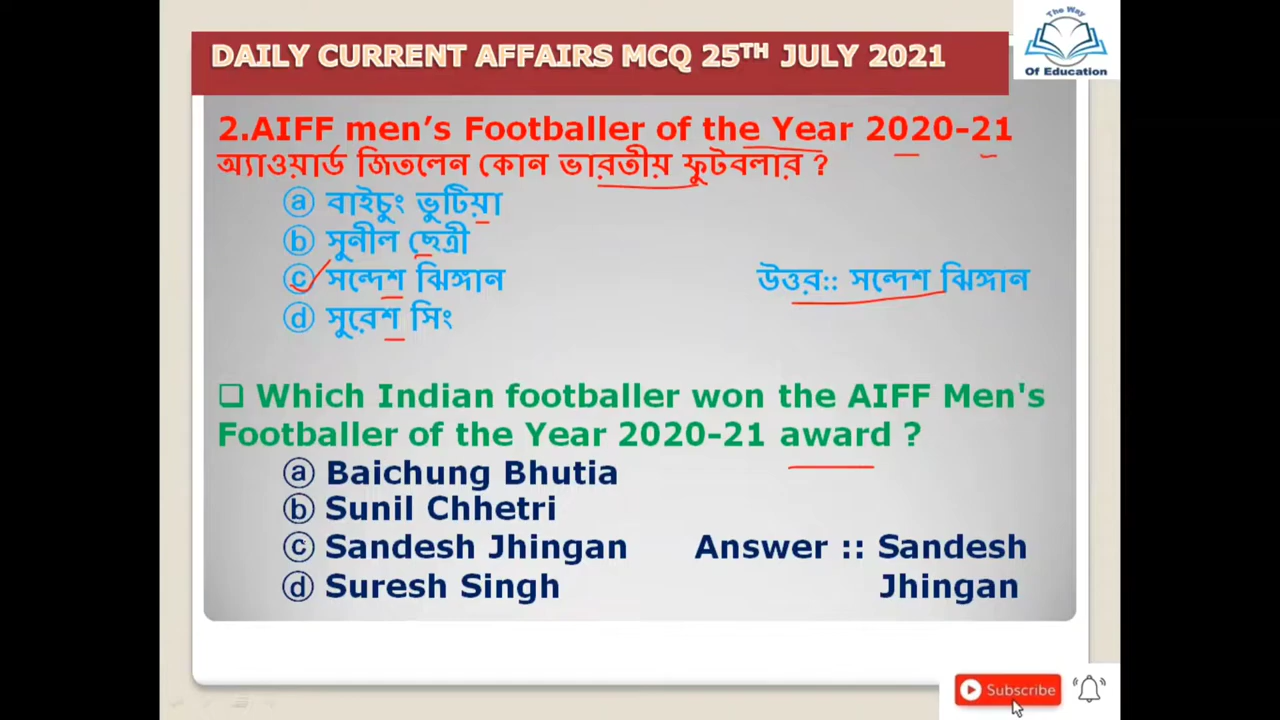 DAILY CURRENT AFFAIRS MCQ 25TH JULY 2021
The Way
Of Education
2.AIFF men’s Footballer of the Year 2020-21
অ্যাওয়ার্ড জিতলেন কোন ভারতীয় ফুটবলার ?
ⓐ বাইচুং ভুটিয়া
ⓑ সুনীল ছেত্রী
ⓒ সন্দেশ ঝিঙ্গান
উত্তর:: সন্দেশ ঝিঙ্গান
ⓓ সুরেশ সিং
❑ Which Indian footballer won the AIFF Men's
Footballer of the Year 2020-21 award ?
ⓐ Baichung Bhutia
ⓑ Sunil Chhetri
ⓒ Sandesh Jhingan
Answer :: Sandesh
Jhingan
ⓓ Suresh Singh
Subscribe